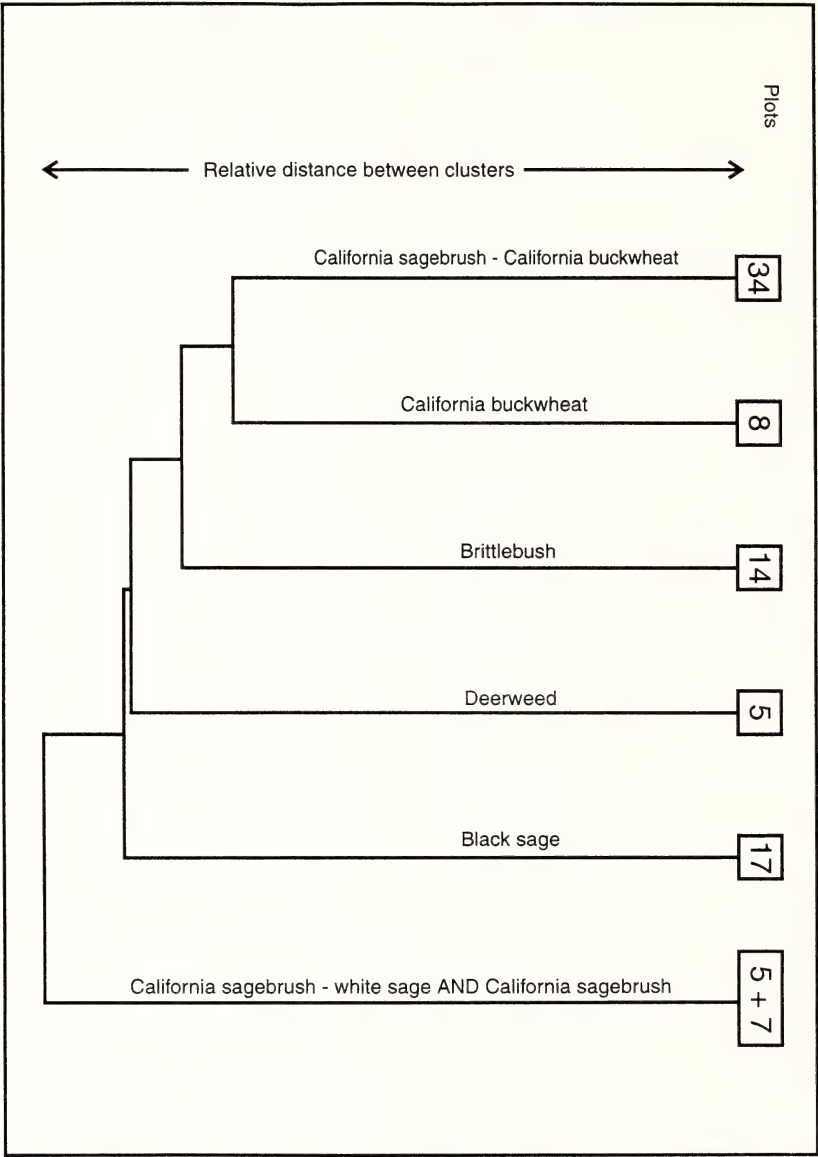 Plots
Relative distance between clusters
California sagebrush - California buckwheat
34
California buckwheat
8
Brittlebush
14
Deerweed
5
Black sage
17
California sagebrush - white sage AND California sagebrush
5 + 7